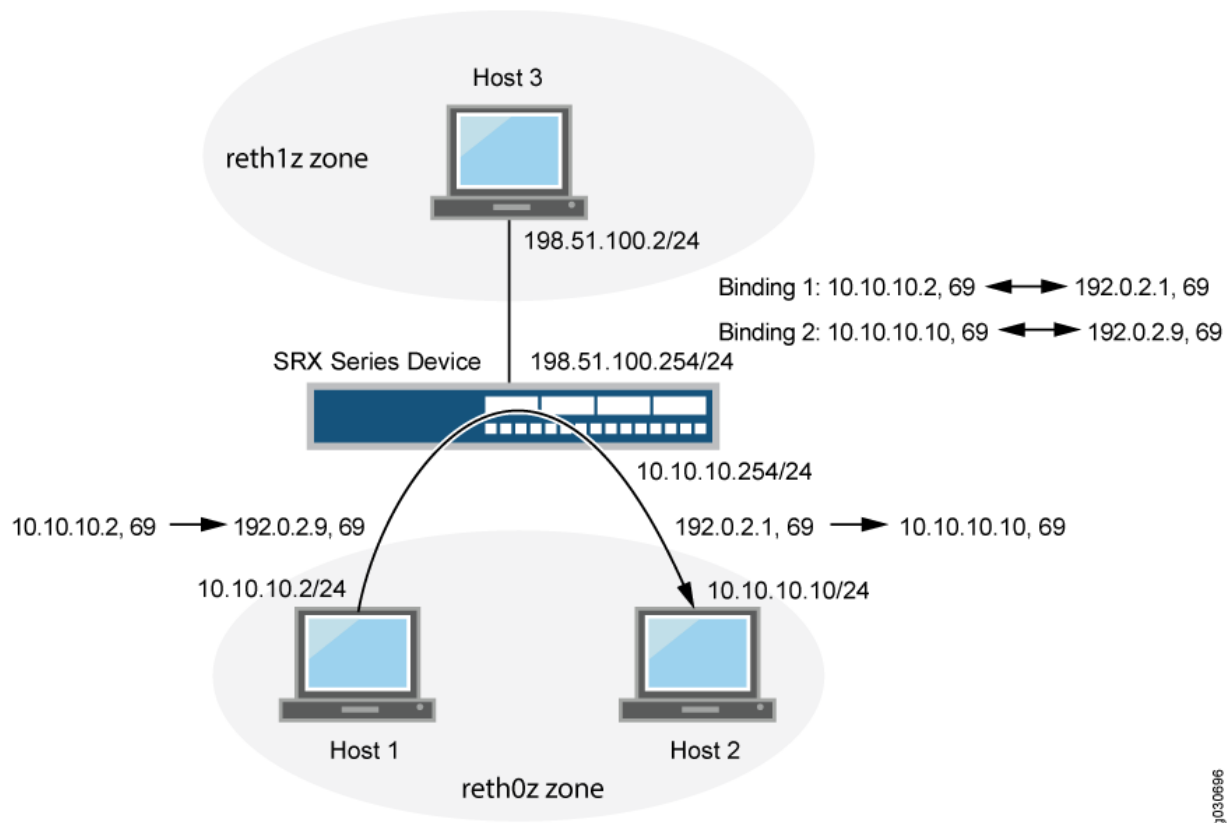 Host 3
reth1z zone
198.51.100.2/24
Binding 1: 10.10.10.2, 69 ◄─► 192.0.2.1, 69
Binding 2: 10.10.10.10, 69 ◄─► 192.0.2.9, 69
SRX Series Device
198.51.100.254/24
10.10.10.254/24
10.10.10.2, 69 → 192.0.2.9, 69
192.0.2.1, 69 → 10.10.10.10, 69
10.10.10.2/24
10.10.10.10/24
Host 1
Host 2
reth0z zone
g030696